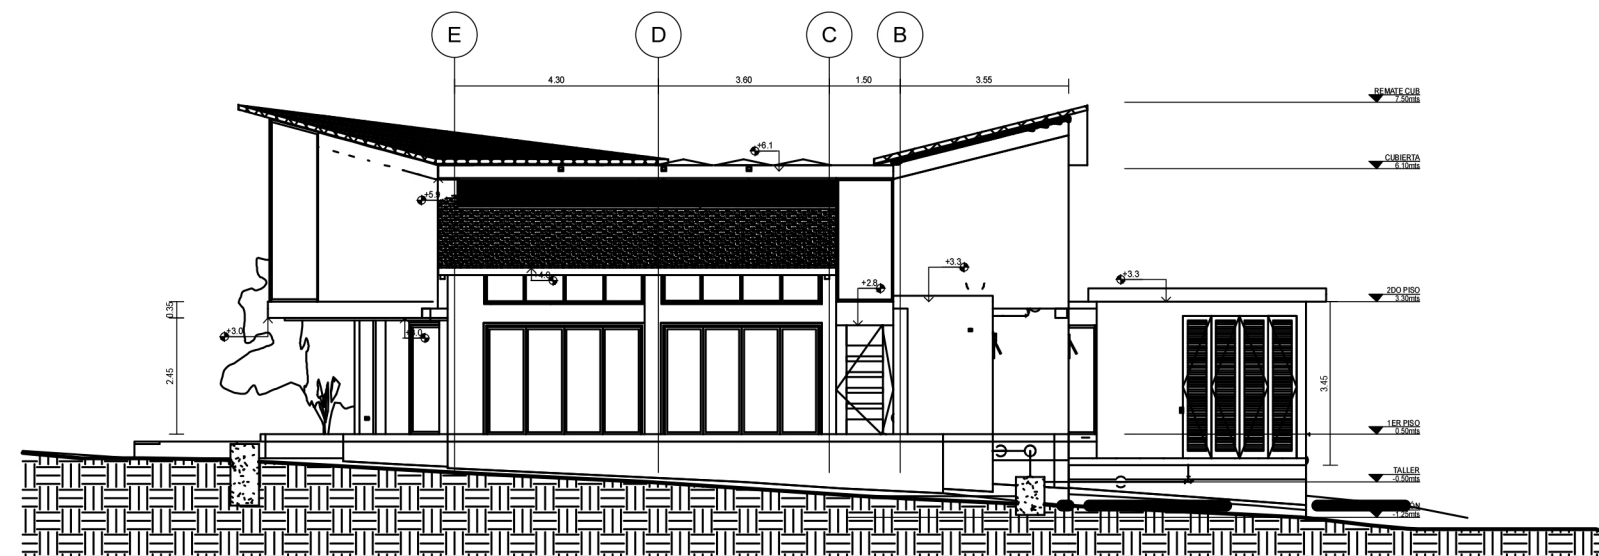 E D C B
4.30 3.60 1.50 3.55
REMATE CUB
7.50mts
+6.1
CUBIERTA
6.10mts
+5.9
+3.3
+3.3
+2.8
2DO PISO
3.30mts
0.35
+3.0
2.45
3.45
1ER PISO
0.50mts
TALLER
-0.50mts
-1.25mts